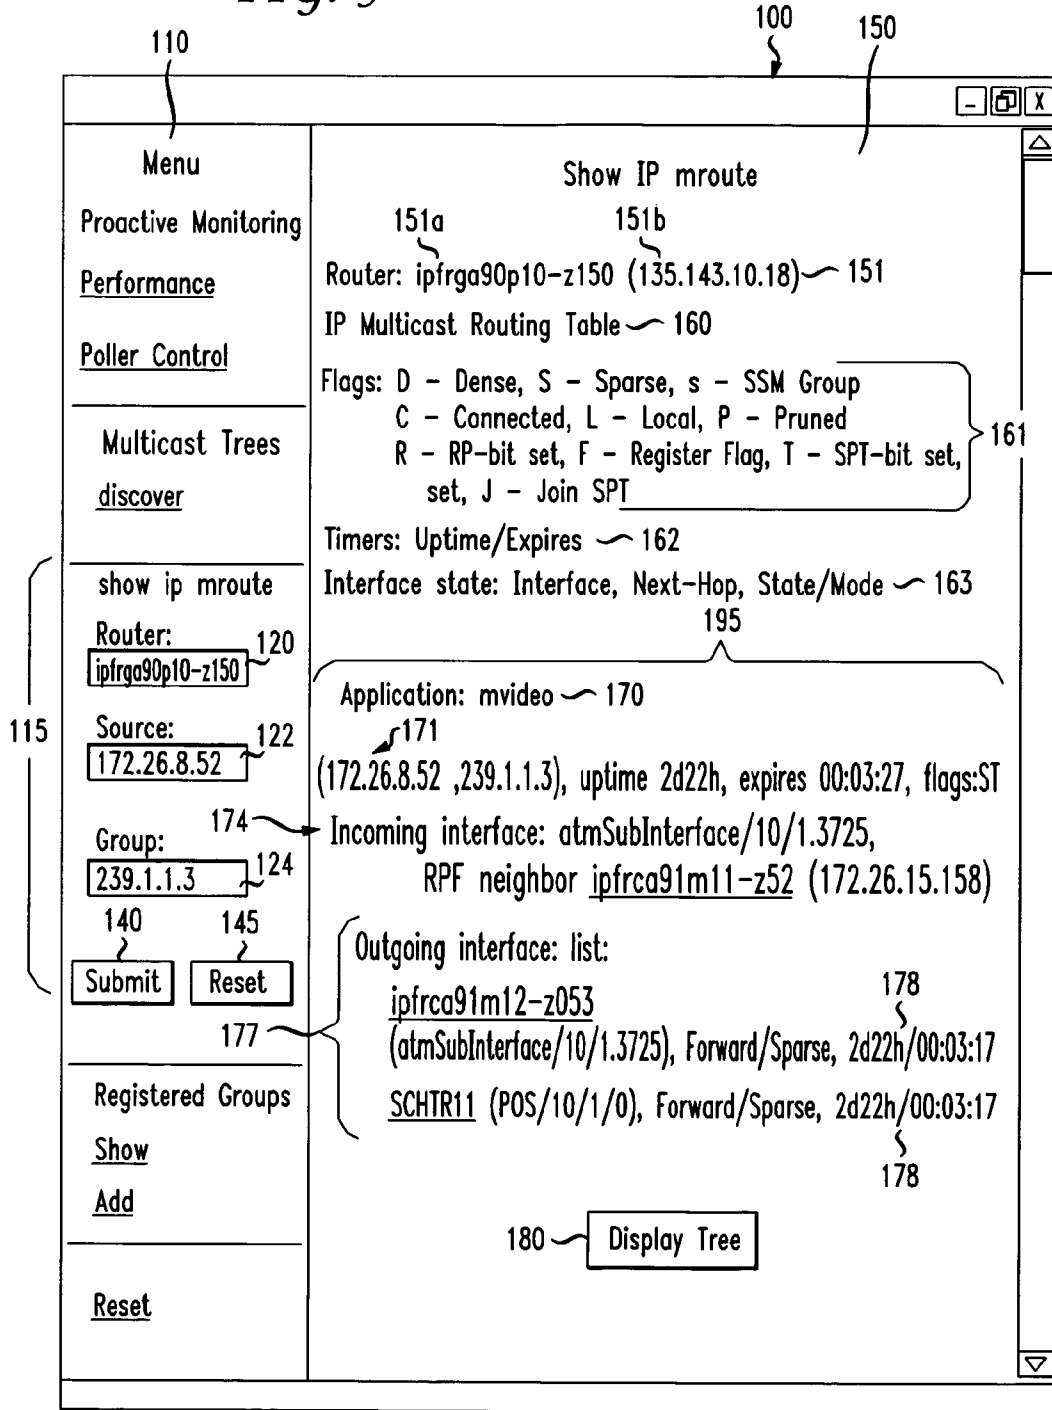 100
150
110
Menu
Proactive Monitoring
Performance
Poller Control
Multicast Trees
discover
115
show ip mroute
Router:
120
ipfrga90p10-z150
Source:
122
172.26.8.52
Group:
124
239.1.1.3
140
145
Submit
Reset
Registered Groups
Show
Add
Reset
Show IP mroute
151a
151b
Router: ipfrga90p10-z150 (135.143.10.18) 151
IP Multicast Routing Table 160
Flags: D - Dense, S - Sparse, s - SSM Group
C - Connected, L - Local, P - Pruned
R - RP-bit set, F - Register Flag, T - SPT-bit set,
set, J - Join SPT
161
Timers: Uptime/Expires 162
Interface state: Interface, Next-Hop, State/Mode 163
195
Application: mvideo 170
171
(172.26.8.52 ,239.1.1.3), uptime 2d22h, expires 00:03:27, flags:ST
174
Incoming interface: atmSubInterface/10/1.3725,
RPF neighbor ipfrca91m11-z52 (172.26.15.158)
Outgoing interface: list:
177
ipfrca91m12-z053
178
(atmSubInterface/10/1.3725), Forward/Sparse, 2d22h/00:03:17
SCHTR11 (POS/10/1/0), Forward/Sparse, 2d22h/00:03:17
178
180
Display Tree